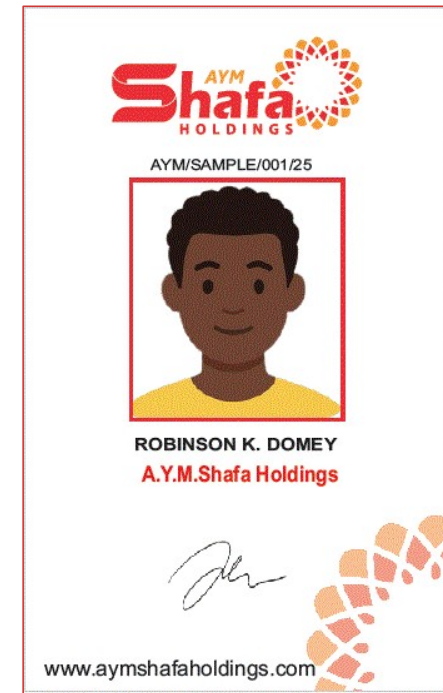 AYM
Shafa
HOLDINGS
AYM/SAMPLE/001/25
ROBINSON K. DOMEY
A.Y.M.Shafa Holdings
www.aymshafaholdings.com